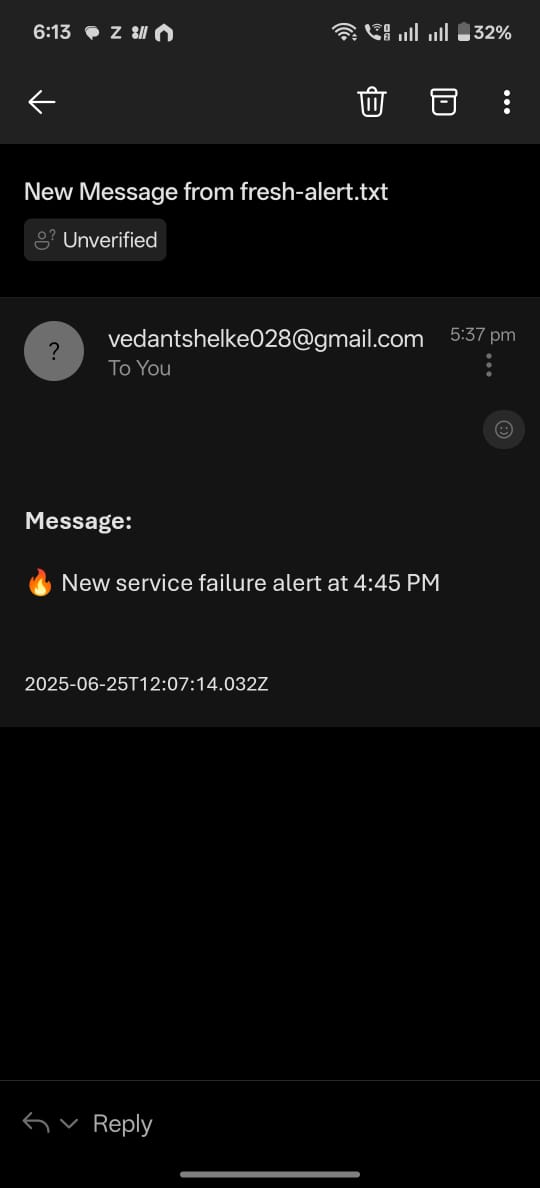 6:13 Z 32%
New Message from fresh-alert.txt
Unverified
? vedantshelke028@gmail.com 5:37 pm
To You
Message:
🔥 New service failure alert at 4:45 PM
2025-06-25T12:07:14.032Z
Reply